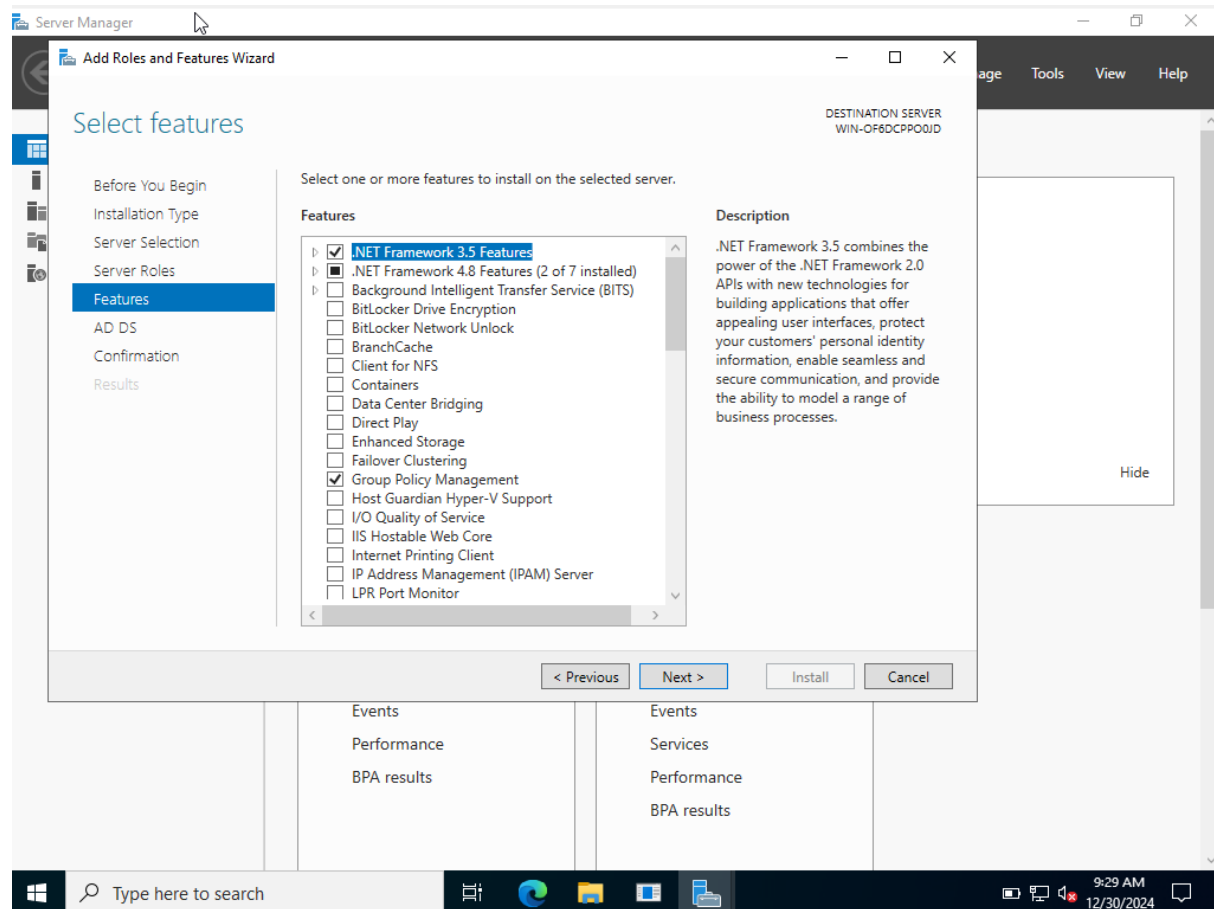 Server Manager
Add Roles and Features Wizard
age Tools View Help
Select features
DESTINATION SERVER
WIN-OF6DCPPO0JD
Before You Begin
Installation Type
Server Selection
Server Roles
Features
AD DS
Confirmation
Results
Select one or more features to install on the selected server.
Features
.NET Framework 3.5 Features
.NET Framework 4.8 Features (2 of 7 installed)
Background Intelligent Transfer Service (BITS)
BitLocker Drive Encryption
BitLocker Network Unlock
BranchCache
Client for NFS
Containers
Data Center Bridging
Direct Play
Enhanced Storage
Failover Clustering
Group Policy Management
Host Guardian Hyper-V Support
I/O Quality of Service
IIS Hostable Web Core
Internet Printing Client
IP Address Management (IPAM) Server
LPR Port Monitor
Description
.NET Framework 3.5 combines the
power of the .NET Framework 2.0
APIs with new technologies for
building applications that offer
appealing user interfaces, protect
your customers' personal identity
information, enable seamless and
secure communication, and provide
the ability to model a range of
business processes.
Hide
< Previous
Next >
Install
Cancel
Events
Performance
BPA results
Events
Services
Performance
BPA results
Type here to search
9:29 AM
12/30/2024